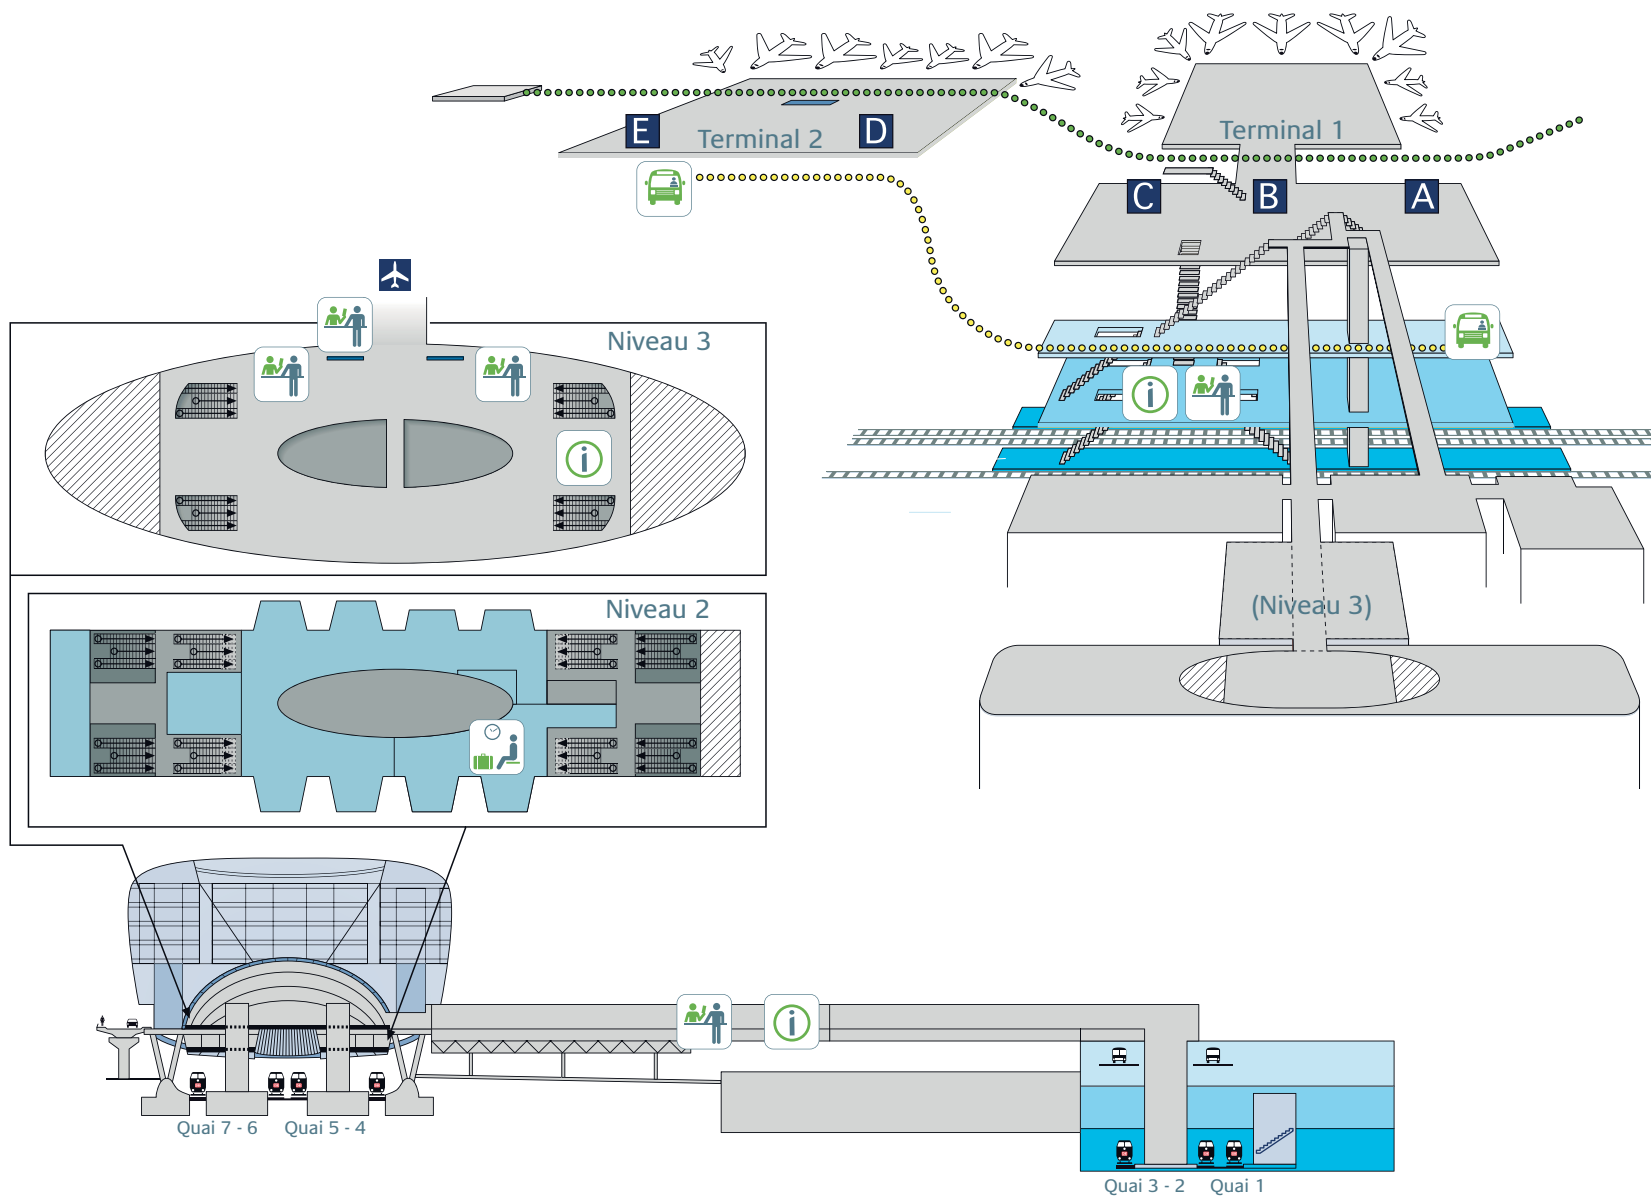 E
Terminal 2
D
Terminal 1
C
B
A
Niveau 3
i
i
Niveau 2
(Niveau 3)
i
Quai 7 - 6
Quai 5 - 4
Quai 3 - 2
Quai 1